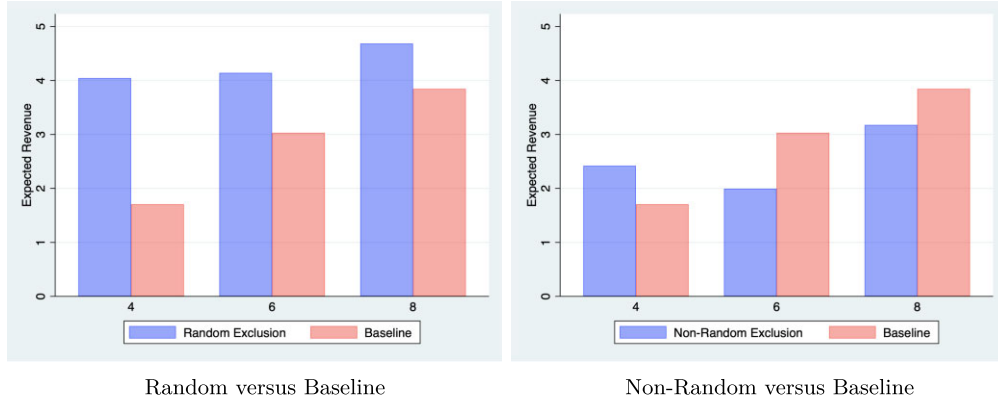 Expected Revenue
5
4
3
2
1
0
4 6 8
Random Exclusion Baseline
Random versus Baseline
Expected Revenue
5
4
3
2
1
0
4 6 8
Non-Random Exclusion Baseline
Non-Random versus Baseline